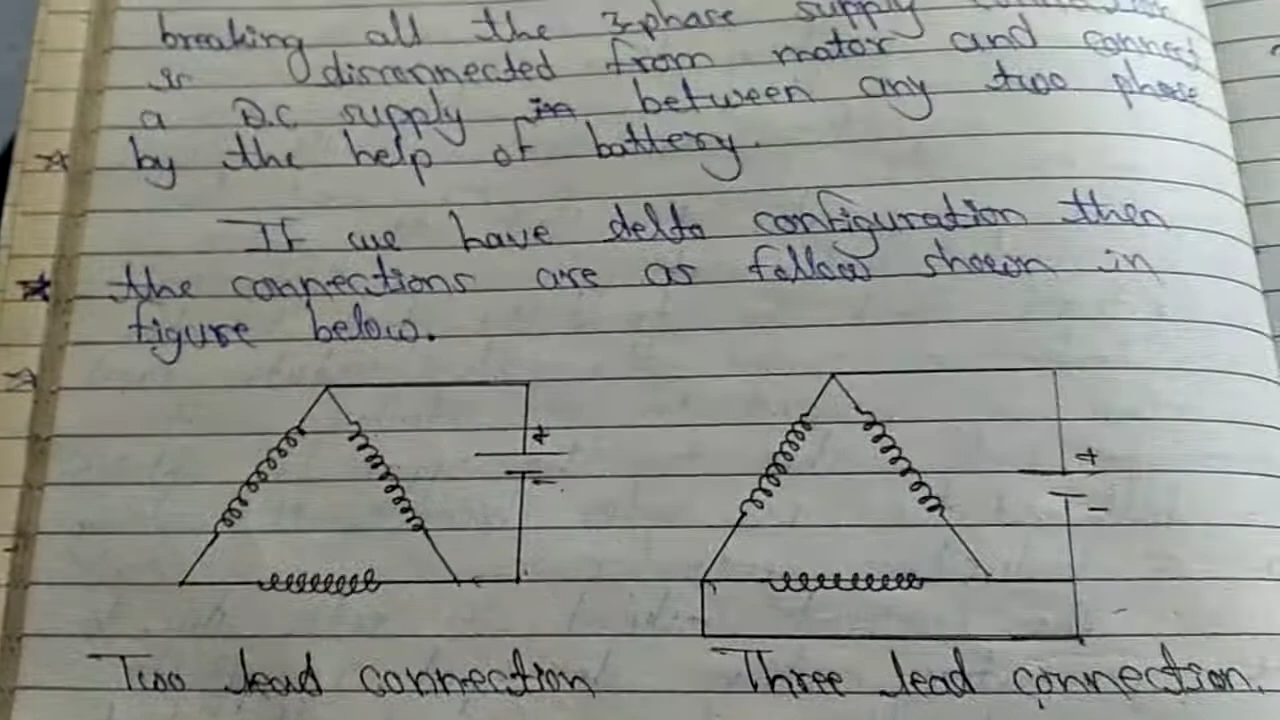 breaking all the 3-phase supply
is disconnected from motor and connect
a D.C supply in between any two phase
by the help of battery.
If we have delta configuration then
the connections are as follow shown in
figure below.
+
-
+
-
Two lead connection
Three lead connection.